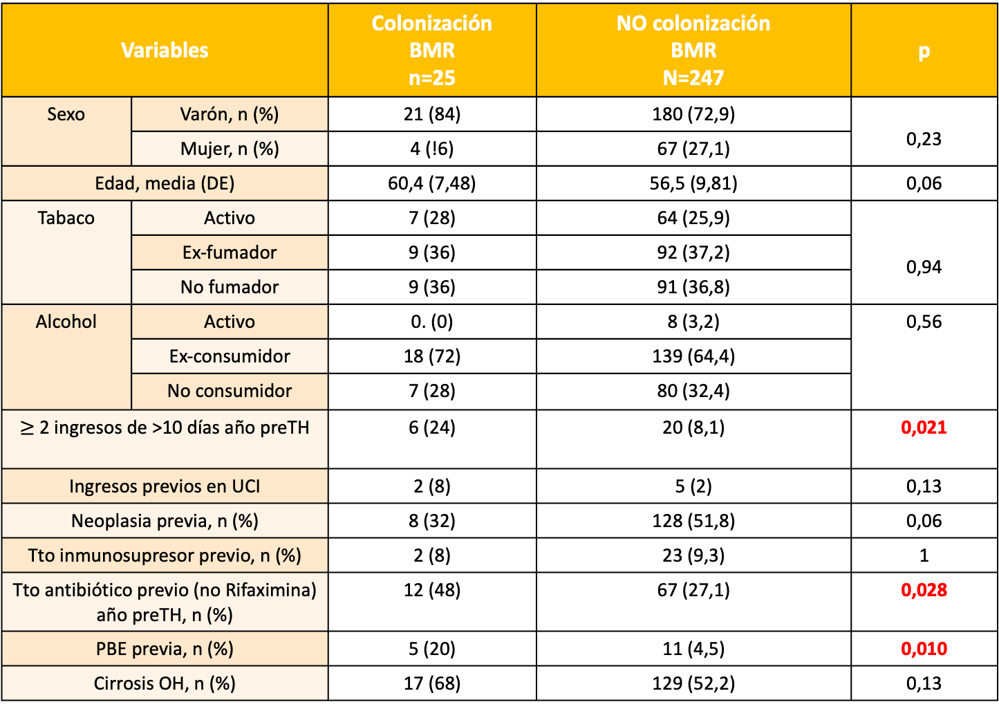 Variables
Colonización
BMR
n=25
NO colonización
BMR
N=247
p
Sexo
Varón, n (%)
21 (84)
180 (72,9)
0,23
Mujer, n (%)
4 (!6)
67 (27,1)
Edad, media (DE)
60,4 (7,48)
56,5 (9,81)
0,06
Tabaco
Activo
7 (28)
64 (25,9)
0,94
Ex-fumador
9 (36)
92 (37,2)
No fumador
9 (36)
91 (36,8)
Alcohol
Activo
0. (0)
8 (3,2)
0,56
Ex-consumidor
18 (72)
139 (64,4)
No consumidor
7 (28)
80 (32,4)
≥ 2 ingresos de >10 días año preTH
6 (24)
20 (8,1)
0,021
Ingresos previos en UCI
2 (8)
5 (2)
0,13
Neoplasia previa, n (%)
8 (32)
128 (51,8)
0,06
Tto inmunosupresor previo, n (%)
2 (8)
23 (9,3)
1
Tto antibiótico previo (no Rifaximina)
año preTH, n (%)
12 (48)
67 (27,1)
0,028
PBE previa, n (%)
5 (20)
11 (4,5)
0,010
Cirrosis OH, n (%)
17 (68)
129 (52,2)
0,13